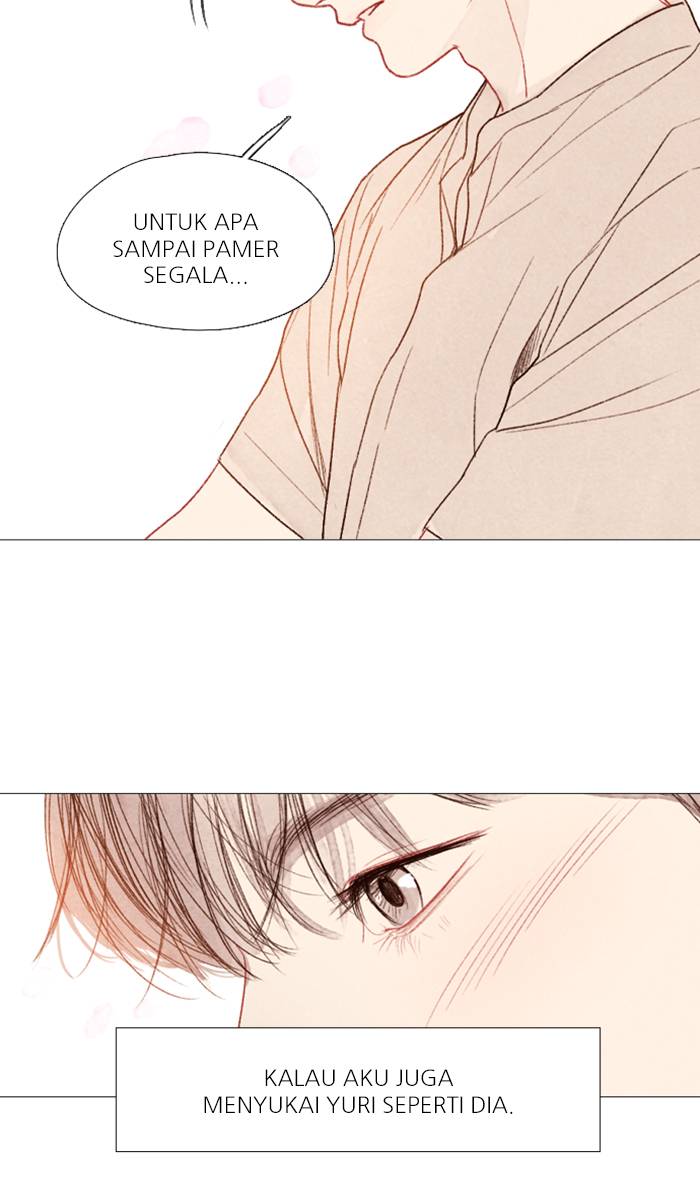 UNTUK APA
SAMPAI PAMER
SEGALA...
KALAU AKU JUGA
MENYUKAI YURI SEPERTI DIA.